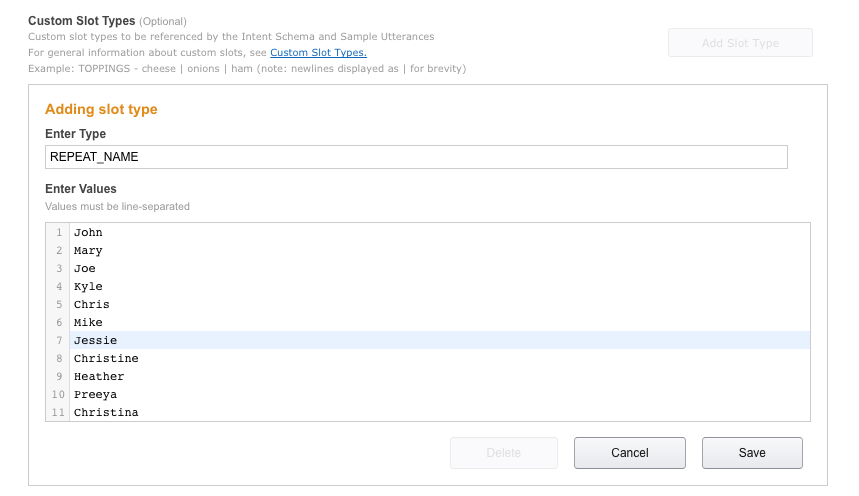 Custom Slot Types (Optional)
Custom slot types to be referenced by the Intent Schema and Sample Utterances
For general information about custom slots, see Custom Slot Types.
Example: TOPPINGS - cheese | onions | ham (note: newlines displayed as | for brevity)
Add Slot Type
Adding slot type
Enter Type
REPEAT_NAME
Enter Values
Values must be line-separated
1 John
2 Mary
3 Joe
4 Kyle
5 Chris
6 Mike
7 Jessie
8 Christine
9 Heather
10 Preeya
11 Christina
Delete Cancel Save